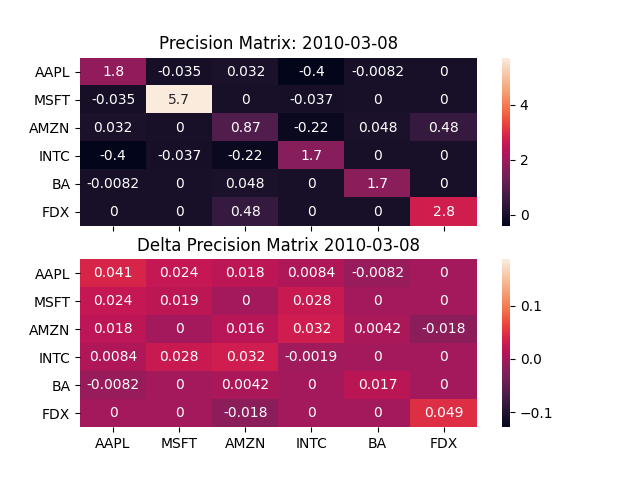 Precision Matrix: 2010-03-08
AAPL 1.8 -0.035 0.032 -0.4 -0.0082 0
MSFT -0.035 5.7 0 -0.037 0 0
AMZN 0.032 0 0.87 -0.22 0.048 0.48
INTC -0.4 -0.037 -0.22 1.7 0 0
BA -0.0082 0 0.048 0 1.7 0
FDX 0 0 0.48 0 0 2.8
4
2
0
Delta Precision Matrix 2010-03-08
AAPL 0.041 0.024 0.018 0.0084 -0.0082 0
MSFT 0.024 0.019 0 0.028 0 0
AMZN 0.018 0 0.016 0.032 0.0042 -0.018
INTC 0.0084 0.028 0.032 -0.0019 0 0
BA -0.0082 0 0.0042 0 0.017 0
FDX 0 0 -0.018 0 0 0.049
AAPL MSFT AMZN INTC BA FDX
0.1
0.0
−0.1